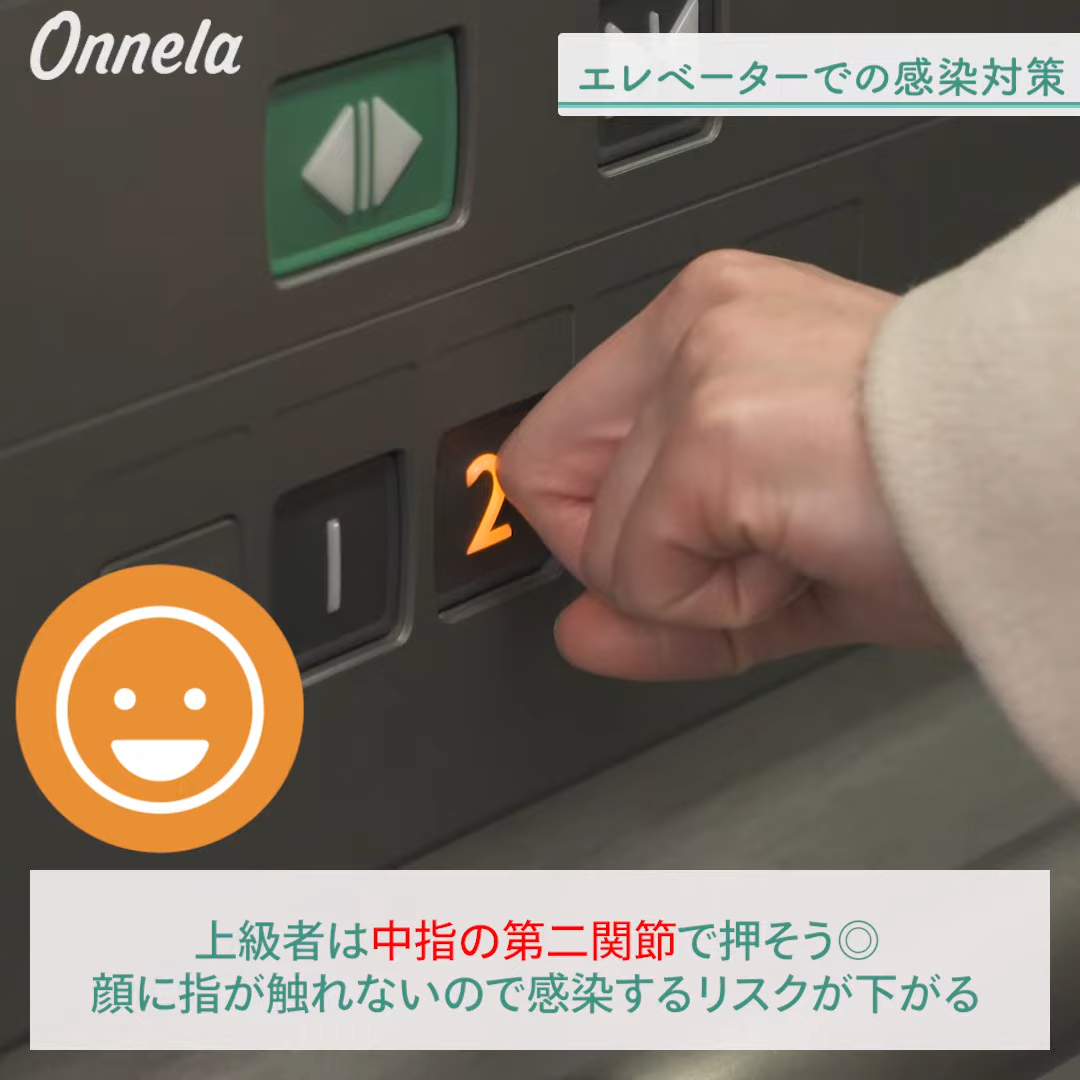 Onnela
エレベーターでの感染対策
1
2
上級者は中指の第二関節で押そう◎
顔に指が触れないので感染するリスクが下がる